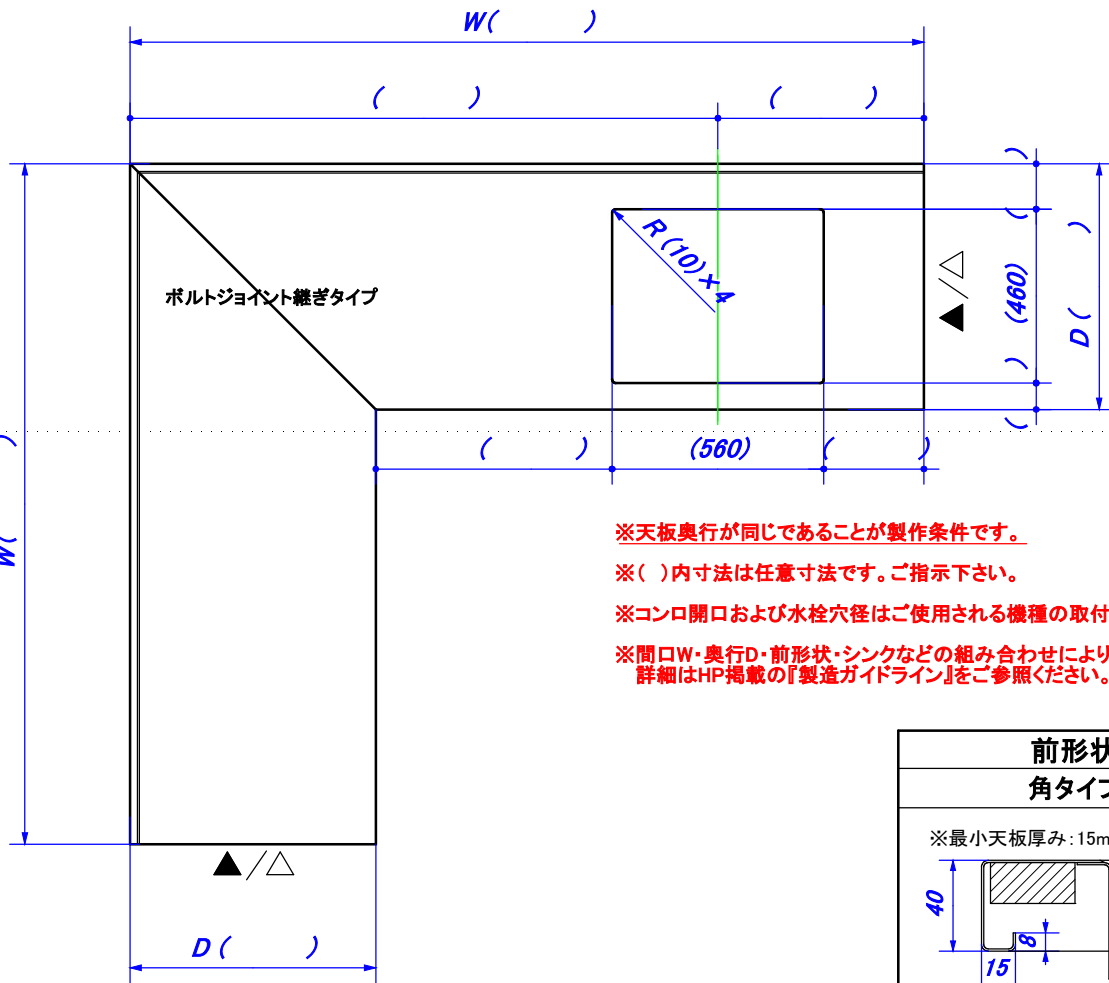 W(　　)
(　　)
(　　)
(　　)
R(10)×4
ボルトジョイント継ぎタイプ
(460)
D(　　)
(　　)
W(　　)
(　　)
(560)
(　　)
※天板奥行が同じであることが製作条件です。
※(　)内寸法は任意寸法です。ご指示下さい。
※コンロ開口および水栓穴径はご使用される機種の取付
※間口W・奥行D・前形状・シンクなどの組み合わせにより
詳細はHP掲載の『製造ガイドライン』をご参照ください。
前形状
角タイプ
※最小天板厚み:15m
40
8
15
▲/△
▲/△
D(　　)